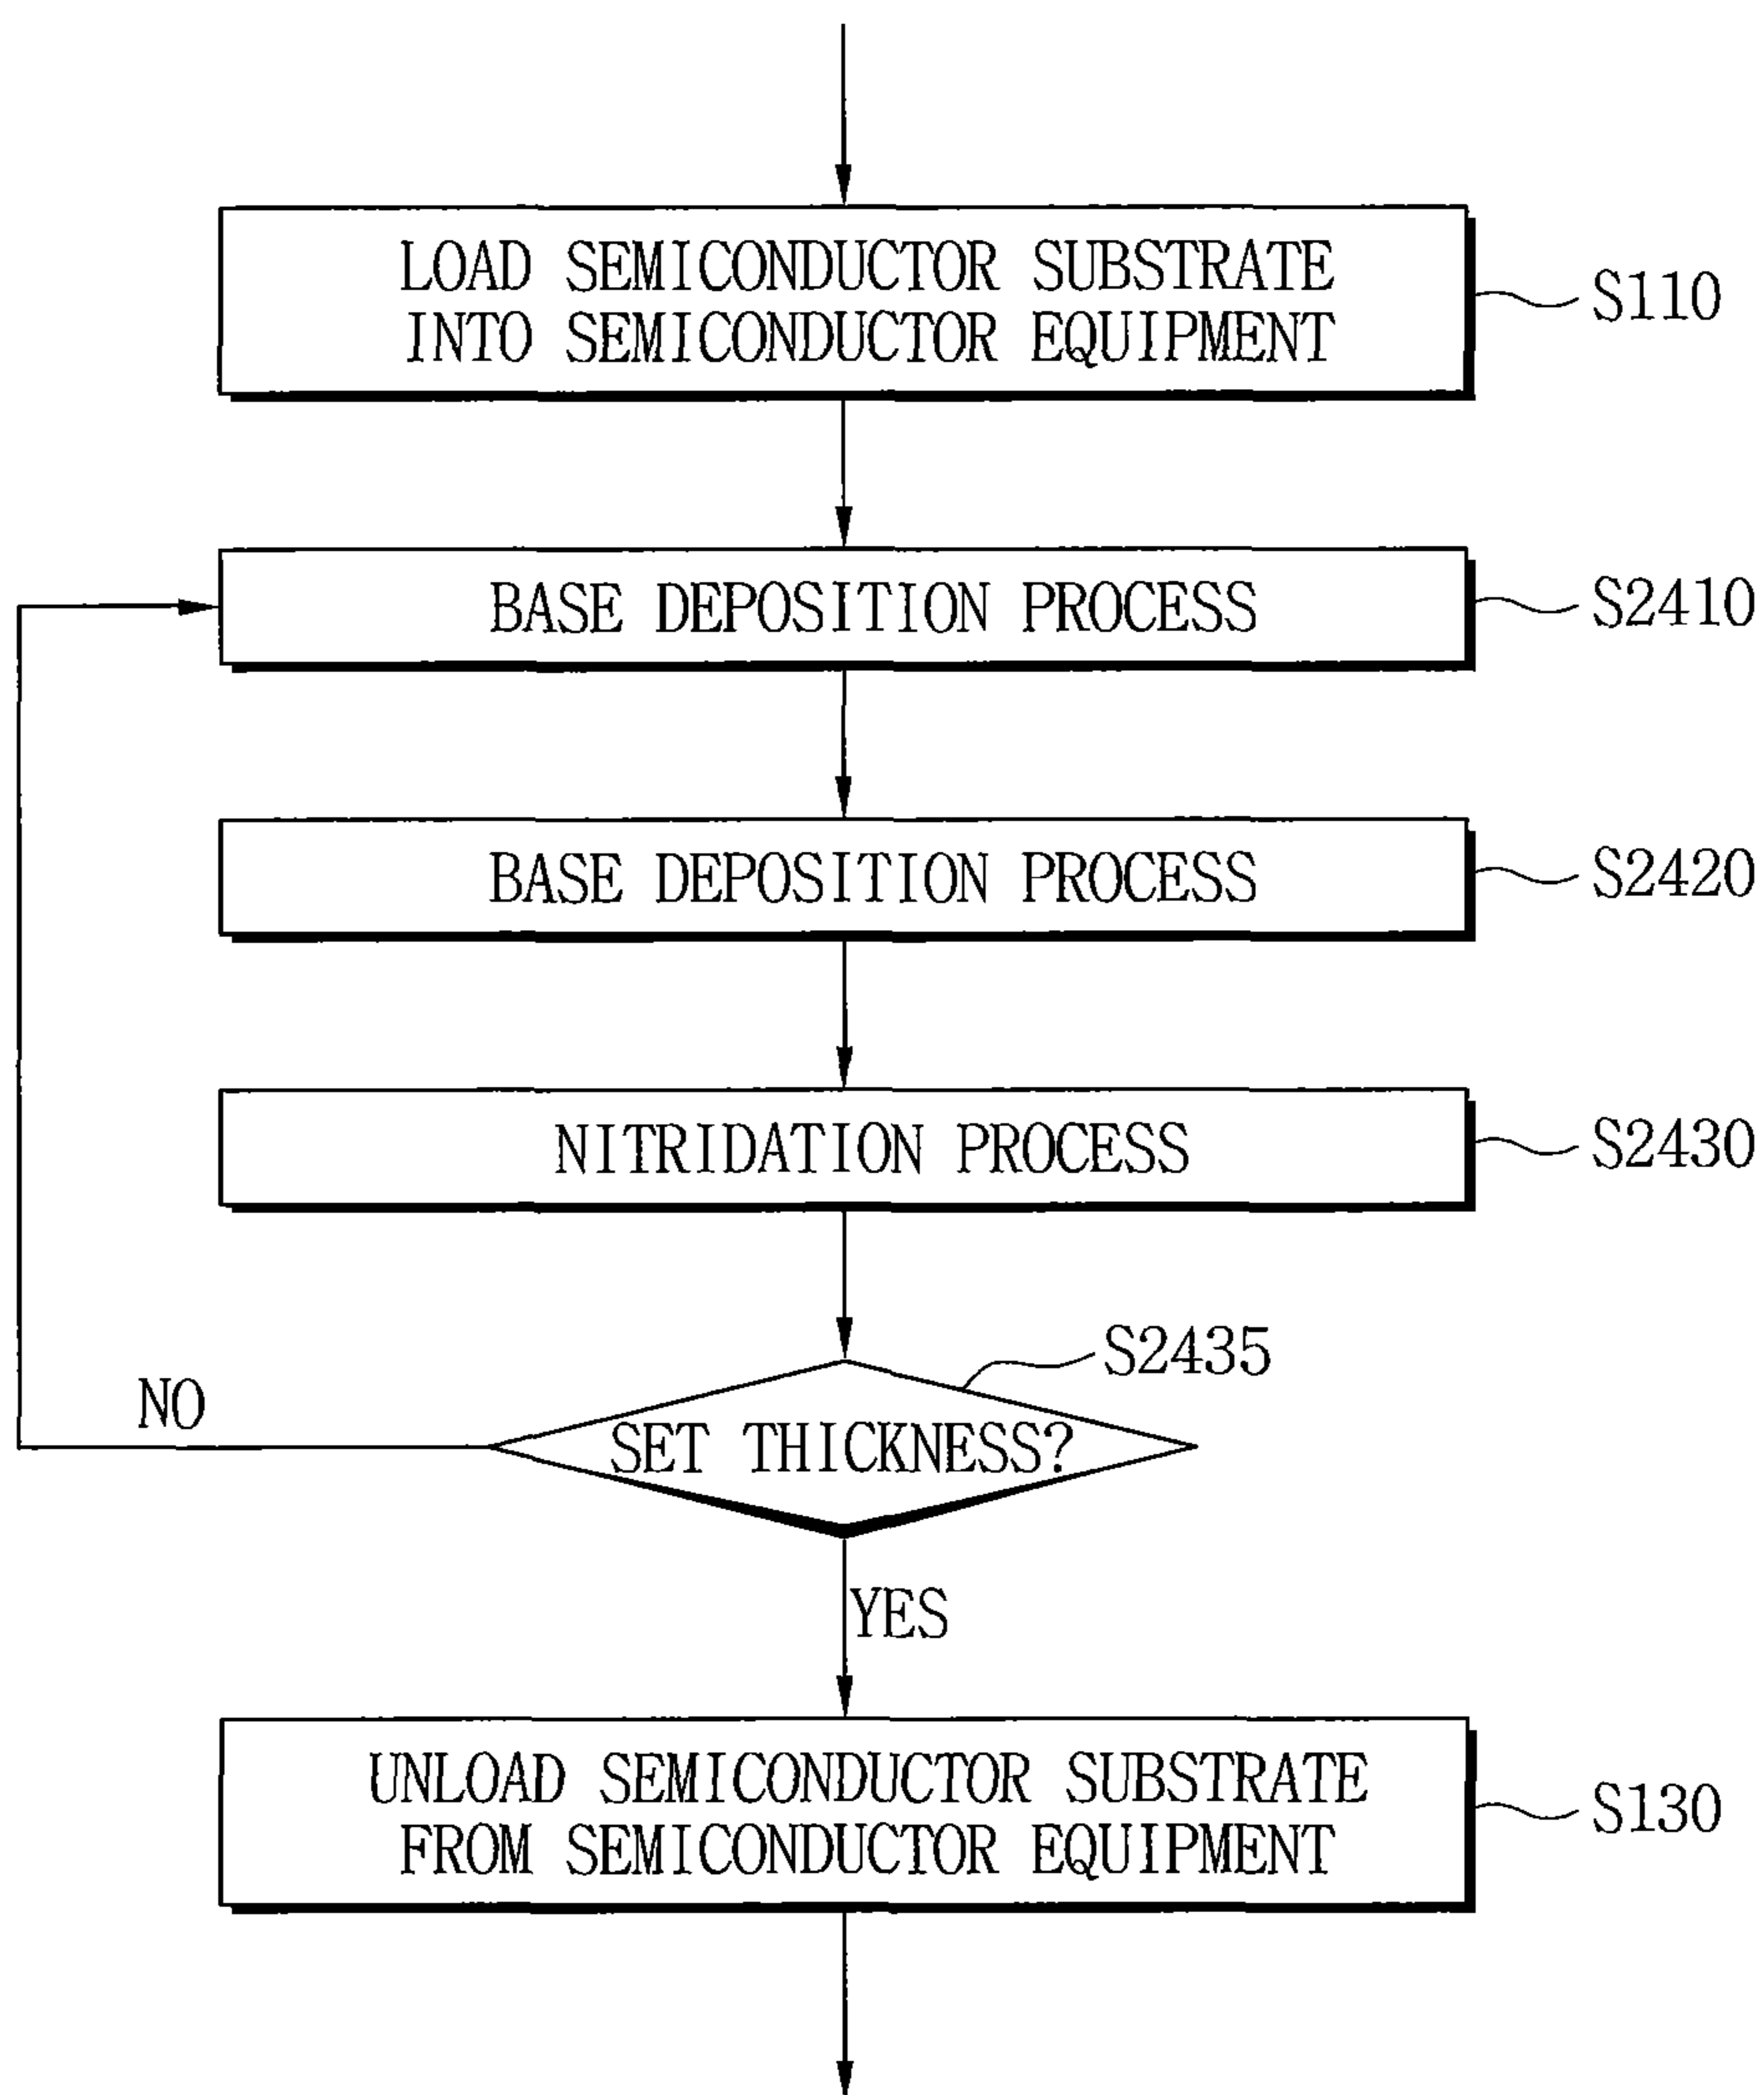 LOAD SEMICONDUCTOR SUBSTRATE
INTO SEMICONDUCTOR EQUIPMENT
S110
BASE DEPOSITION PROCESS
S2410
BASE DEPOSITION PROCESS
S2420
NITRIDATION PROCESS
S2430
S2435
NO
SET THICKNESS?
YES
UNLOAD SEMICONDUCTOR SUBSTRATE
FROM SEMICONDUCTOR EQUIPMENT
S130